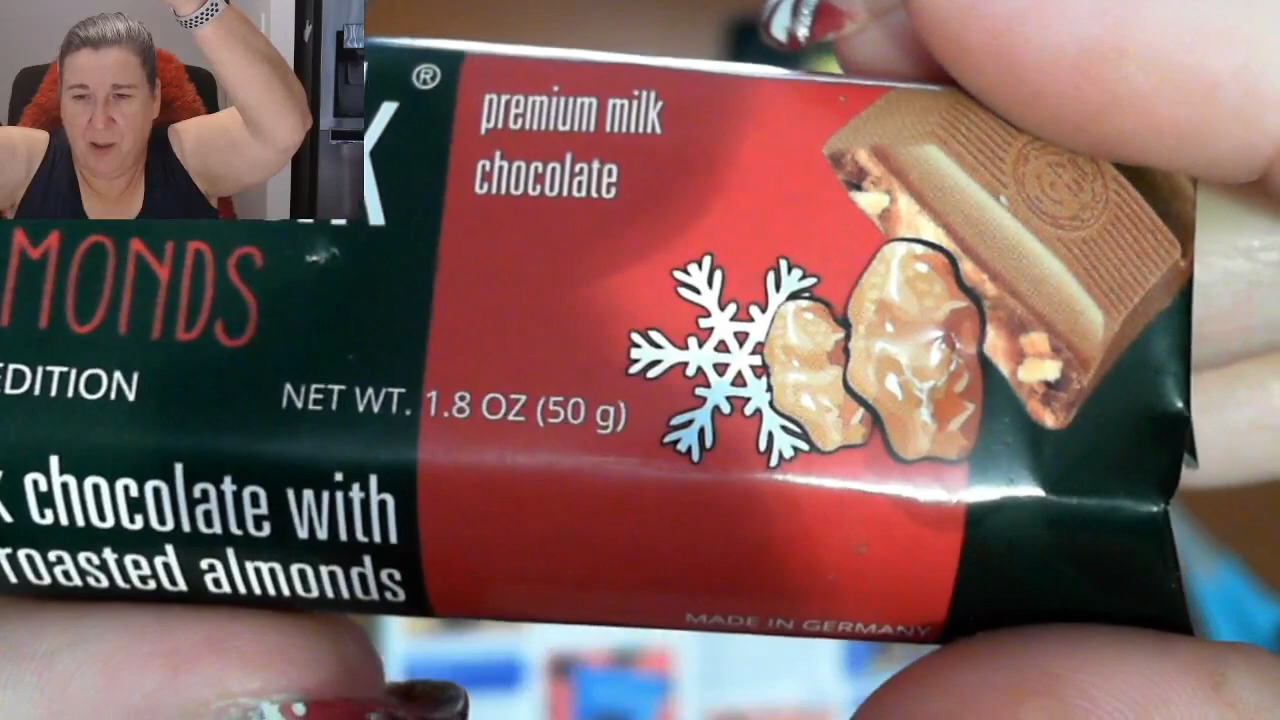 ®
premium milk
chocolate
MONDS
EDITION
NET WT. 1.8 OZ (50 g)
chocolate with
roasted almonds
MADE IN GERMANY